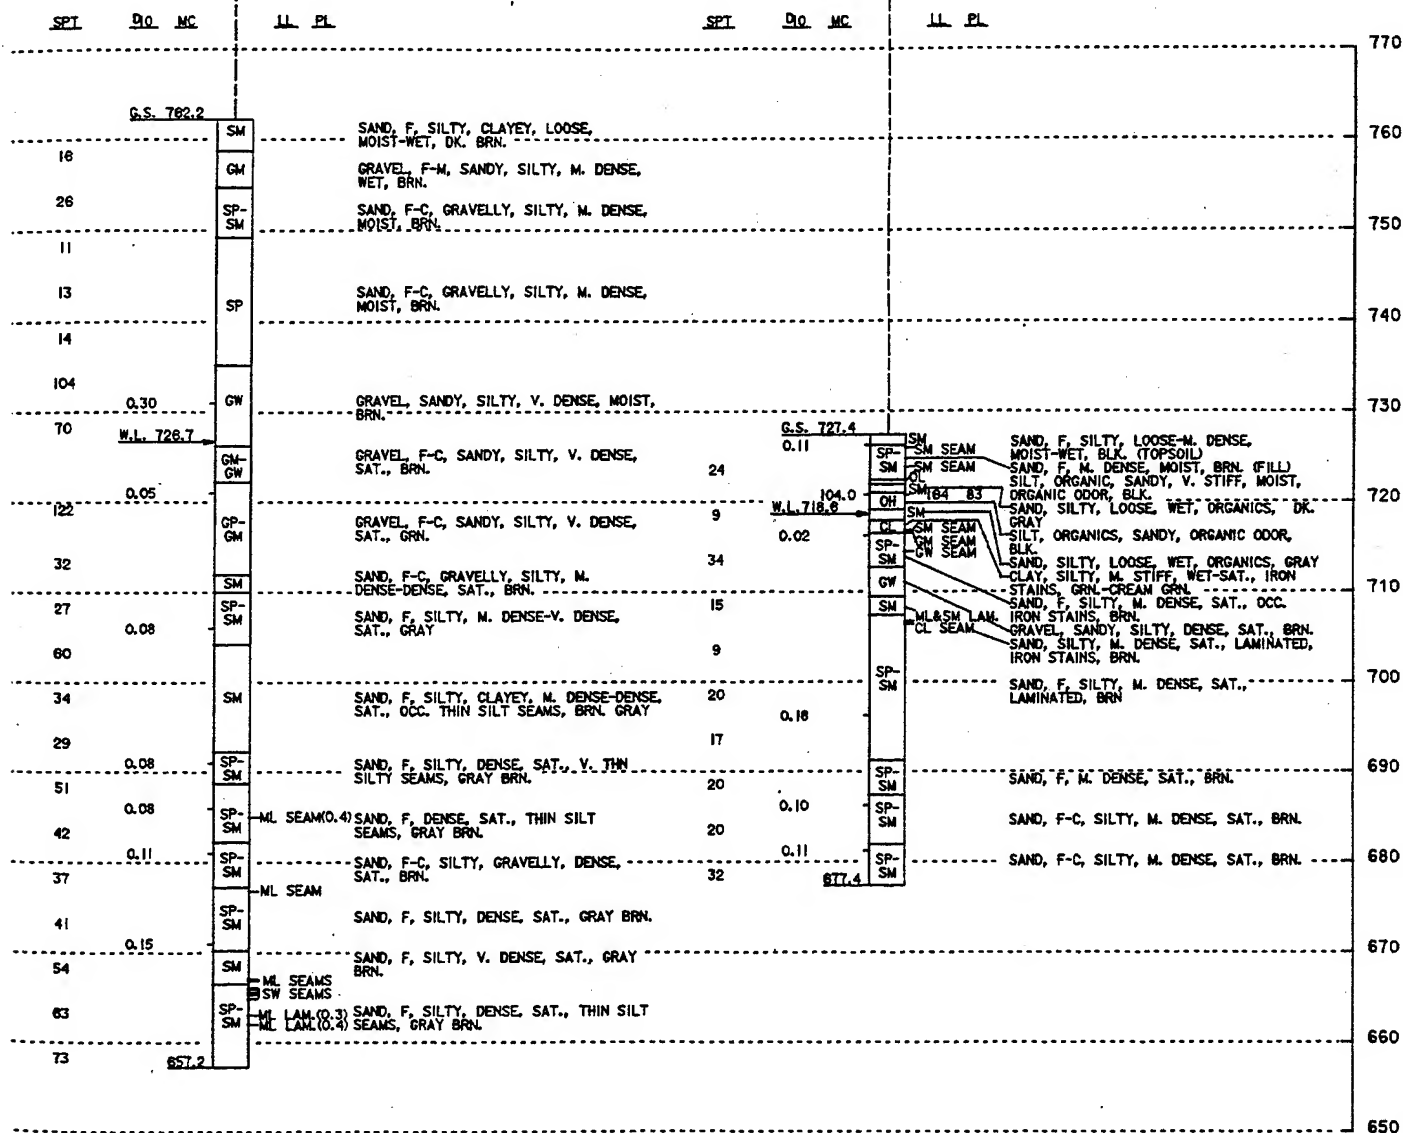 SPT D10 MC LL PL
G.S. 762.2
SM
SAND, F, SILTY, CLAYEY, LOOSE,
MOIST-WET, DK. BRN.
16
GM
GRAVEL, F-M, SANDY, SILTY, M. DENSE,
WET, BRN.
26
SP-
SM
SAND, F-C, GRAVELLY, SILTY, M. DENSE,
MOIST, BRN.
11
13
SP
SAND, F-C, GRAVELLY, SILTY, M. DENSE,
MOIST, BRN.
14
104
0.30
GW
GRAVEL, SANDY, SILTY, V. DENSE, MOIST,
BRN.
70
W.L. 726.7
GM-
GW
GRAVEL, F-C, SANDY, SILTY, V. DENSE,
SAT., BRN.
0.05
122
GP-
GM
GRAVEL, F-C, SANDY, SILTY, V. DENSE,
SAT., GRN.
32
SM
SAND, F-C, GRAVELLY, SILTY, M.
DENSE-DENSE, SAT., BRN.
27
SP-
SM
SAND, F, SILTY, M. DENSE-V. DENSE,
SAT., GRAY
0.08
60
34
SM
SAND, F, SILTY, CLAYEY, M. DENSE-DENSE,
SAT., OCC. THIN SILT SEAMS, BRN. GRAY
29
0.08
SP-
SM
SAND, F, SILTY, DENSE, SAT., V. THN
SILTY SEAMS, GRAY BRN.
51
0.08
SP-
SM
ML SEAM(0.4)
SAND, F, DENSE, SAT., THIN SILT
SEAMS, GRAY BRN.
42
0.11
SP-
SM
SAND, F-C, SILTY, GRAVELLY, DENSE,
SAT., BRN.
37
ML SEAM
SP-
SM
SAND, F, SILTY, DENSE, SAT., GRAY BRN.
41
0.15
SM
SAND, F, SILTY, V. DENSE, SAT., GRAY
BRN.
54
ML SEAMS
SW SEAMS
63
SP-
SM
ML LAM.(0.3)
ML LAM.(0.4)
SAND, F, SILTY, DENSE, SAT., THIN SILT
SEAMS, GRAY BRN.
73
657.2
SPT D10 MC LL PL
G.S. 727.4
0.11
SM
SM SEAM
SP-
SM
SM SEAM
24
OL
SM
104.0
OH
184 83
W.L. 718.6
9
SM
CL
SM SEAM
GM SEAM
GW SEAM
0.02
SP-
SM
34
GW
15
SM
ML&SM LAM.
CL SEAM
9
SP-
SM
20
0.18
17
SP-
SM
20
0.10
SP-
SM
20
0.11
SP-
SM
32
677.4
SAND, F, SILTY, LOOSE-M. DENSE,
MOIST-WET, BLK. (TOPSOIL)
SAND, F, M. DENSE, MOIST, BRN. (FILL)
SILT, ORGANIC, SANDY, V. STIFF, MOIST,
ORGANIC ODOR, BLK.
SAND, SILTY, LOOSE, WET, ORGANICS, DK.
GRAY
SILT, ORGANICS, SANDY, ORGANIC ODOR,
BLK.
SAND, SILTY, LOOSE, WET, ORGANICS, GRAY
CLAY, SILTY, M. STIFF, WET-SAT., IRON
STAINS, GRN.-CREAM GRN.
SAND, F, SILTY, M. DENSE, SAT., OCC.
IRON STAINS, BRN.
GRAVEL, SANDY, SILTY, DENSE, SAT., BRN.
SAND, SILTY, M. DENSE, SAT., LAMINATED,
IRON STAINS, BRN.
SAND, F, SILTY, M. DENSE, SAT.,
LAMINATED, BRN
SAND, F, M. DENSE, SAT., BRN.
SAND, F-C, SILTY, M. DENSE, SAT., BRN.
SAND, F-C, SILTY, M. DENSE, SAT., BRN.
770
760
750
740
730
720
710
700
690
680
670
660
650